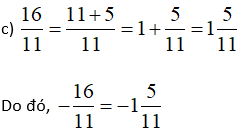 c) 16/11 = 11+5/11 = 1+ 5/11 = 1 5/11
Do đó, − 16/11 = −1 5/11